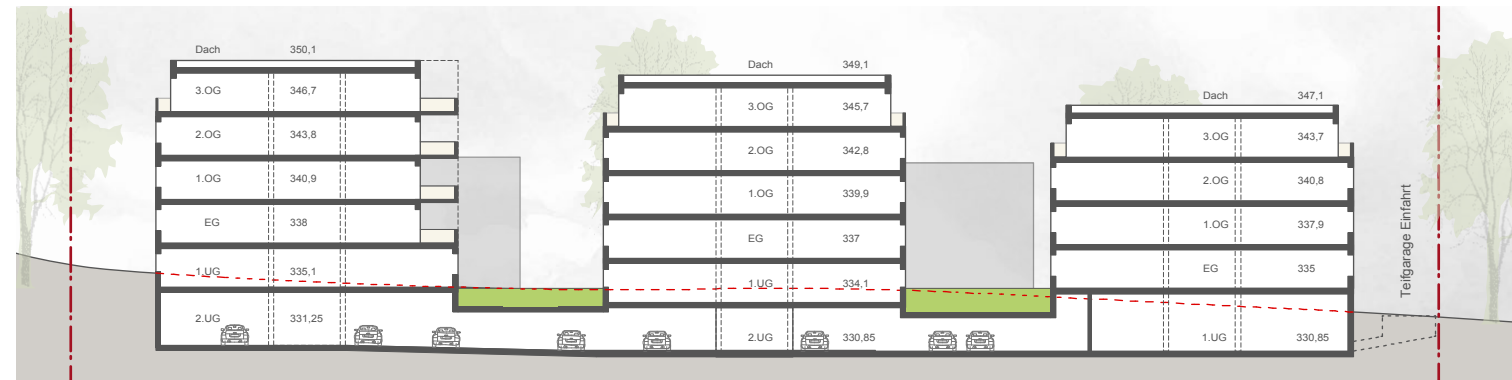 Dach 350,1
3.OG 346,7
2.OG 343,8
1.OG 340,9
EG 338
1.UG 335,1
2.UG 331,25
Dach 349,1
3.OG 345,7
2.OG 342,8
1.OG 339,9
EG 337
1.UG 334,1
2.UG 330,85
Dach 347,1
3.OG 343,7
2.OG 340,8
1.OG 337,9
EG 335
1.UG 330,85
Teifgarage Einfahrt